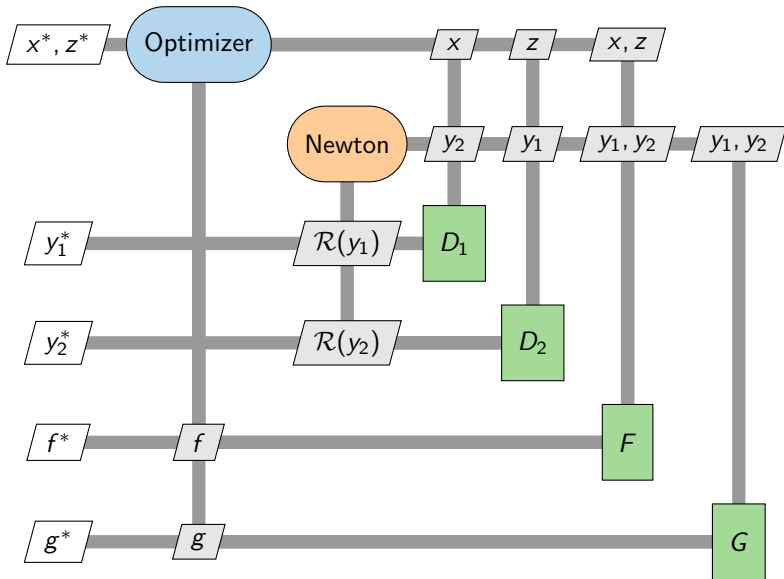 x*, z* Optimizer x z x, z
Newton y₂ y₁ y₁, y₂ y₁, y₂
y₁* ℛ(y₁) D₁
y₂* ℛ(y₂) D₂
f* f F
g* g G